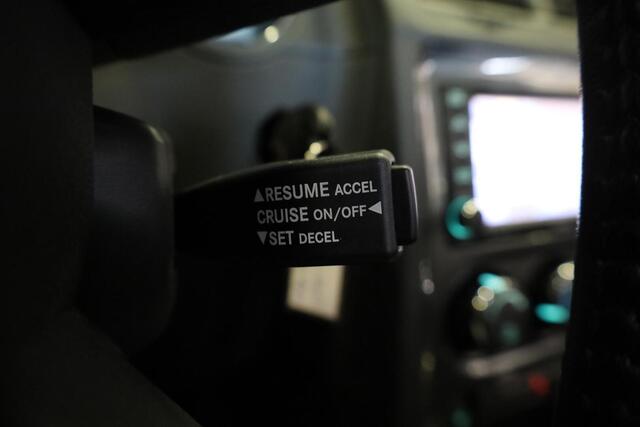 ▲RESUME ACCEL
CRUISE ON/OFF◀
▼SET DECEL